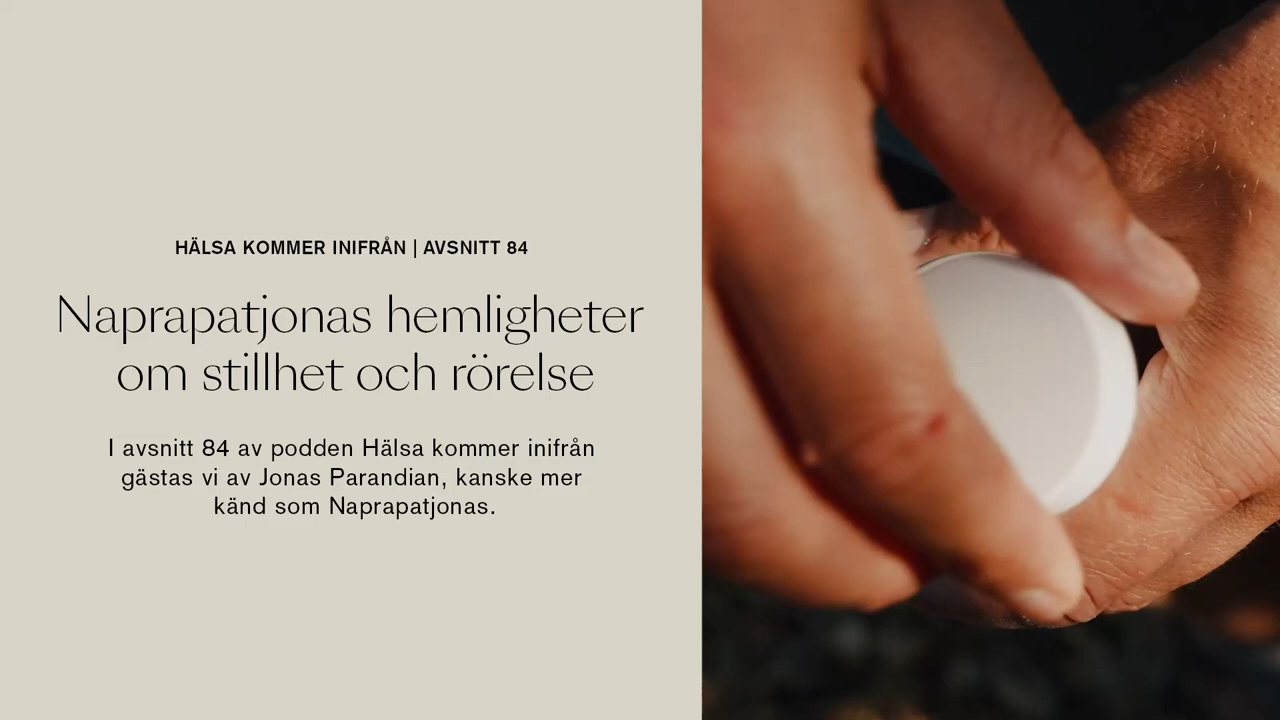 HÄLSA KOMMER INIFRÅN | AVSNITT 84
Naprapatjonas hemligheter
om stillhet och rörelse
I avsnitt 84 av podden Hälsa kommer inifrån
gästas vi av Jonas Parandian, kanske mer
känd som Naprapatjonas.